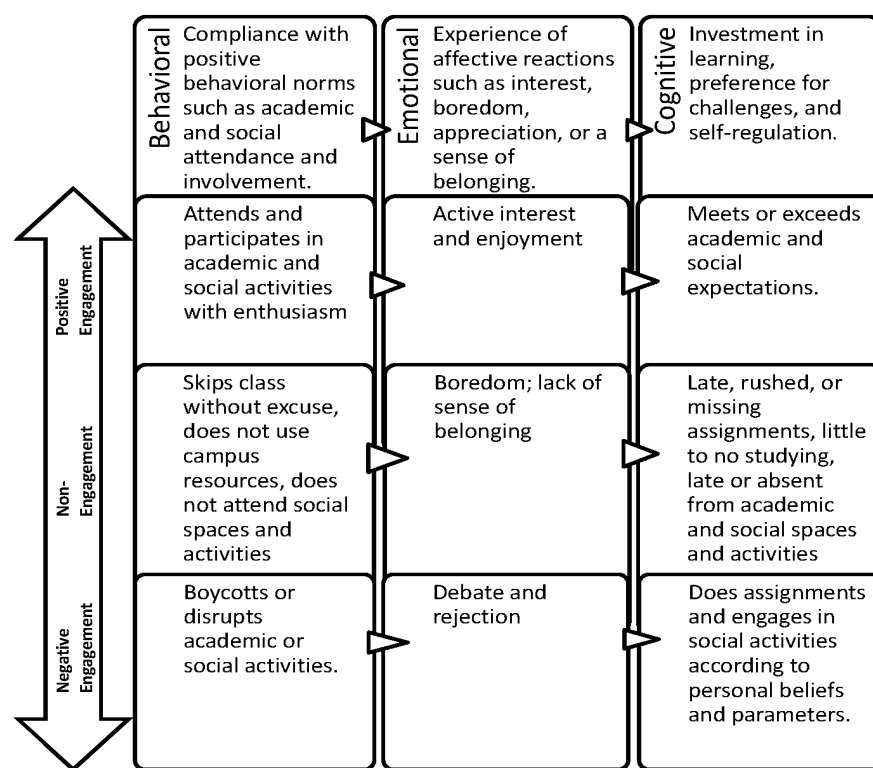 Behavioral
Compliance with
positive
behavioral norms
such as academic
and social
attendance and
involvement.
Emotional
Experience of
affective reactions
such as interest,
boredom,
appreciation, or a
sense of
belonging.
Cognitive
Investment in
learning,
preference for
challenges, and
self-regulation.
Positive
Engagement
Attends and
participates in
academic and
social activities
with enthusiasm
Active interest
and enjoyment
Meets or exceeds
academic and
social
expectations.
Non-
Engagement
Skips class
without excuse,
does not use
campus
resources, does
not attend social
spaces and
activities
Boredom; lack of
sense of
belonging
Late, rushed, or
missing
assignments, little
to no studying,
late or absent
from academic
and social spaces
and activities
Negative
Engagement
Boycotts or
disrupts
academic or
social activities.
Debate and
rejection
Does assignments
and engages in
social activities
according to
personal beliefs
and parameters.